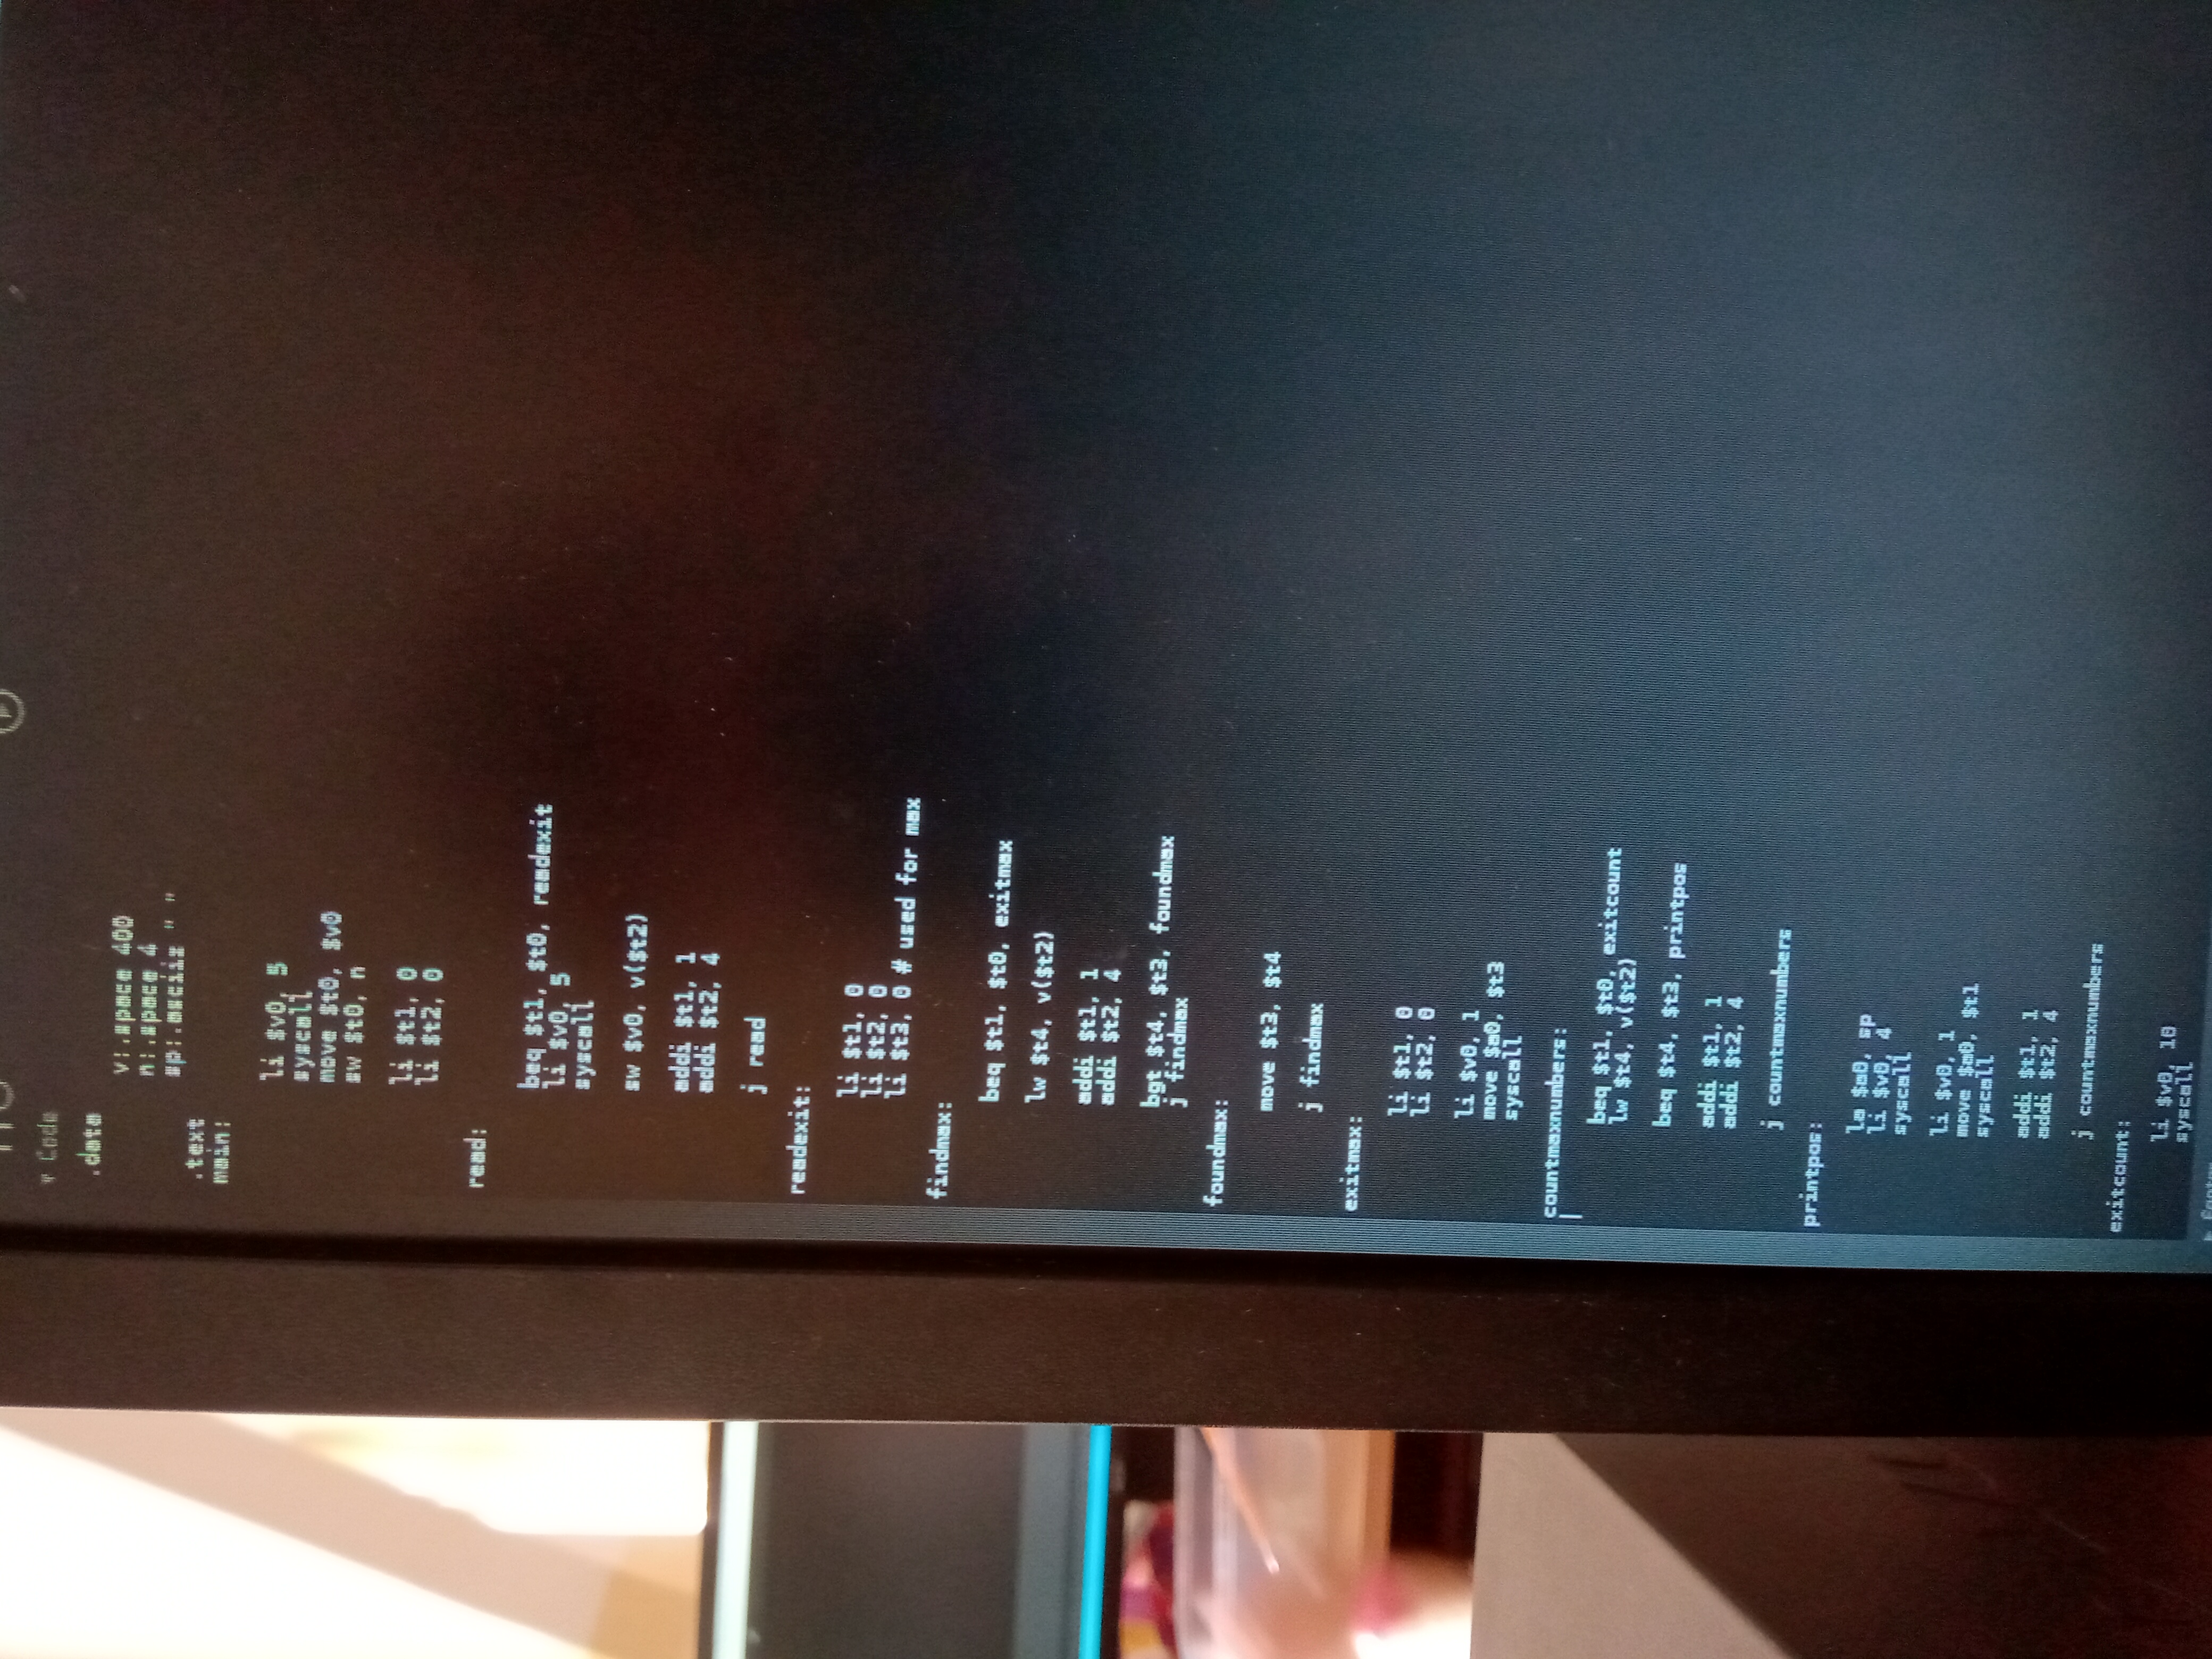 ▼ Code
.data
v:.space 400
n:.space 4
sp:.asciiz " "
.text
main:
li $v0, 5
syscall
move $t0, $v0
sw $t0, n
li $t1, 0
li $t2, 0
read:
beq $t1, $t0, readexit
li $v0, 5
syscall
sw $v0, v($t2)
addi $t1, 1
addi $t2, 4
j read
readexit:
li $t1, 0
li $t2, 0
li $t3, 0 # used for max
findmax:
beq $t1, $t0, exitmax
lw $t4, v($t2)
addi $t1, 1
addi $t2, 4
bgt $t4, $t3, foundmax
j findmax
foundmax:
move $t3, $t4
j findmax
exitmax:
li $t1, 0
li $t2, 0
li $v0, 1
move $a0, $t3
syscall
countmaxnumbers:
beq $t1, $t0, exitcount
lw $t4, v($t2)
beq $t4, $t3, printpos
addi $t1, 1
addi $t2, 4
j countmaxnumbers
printpos:
la $a0, sp
li $v0, 4
syscall
li $v0, 1
move $a0, $t1
syscall
addi $t1, 1
addi $t2, 4
j countmaxnumbers
exitcount:
li $v0, 10
syscall
▶ Footer